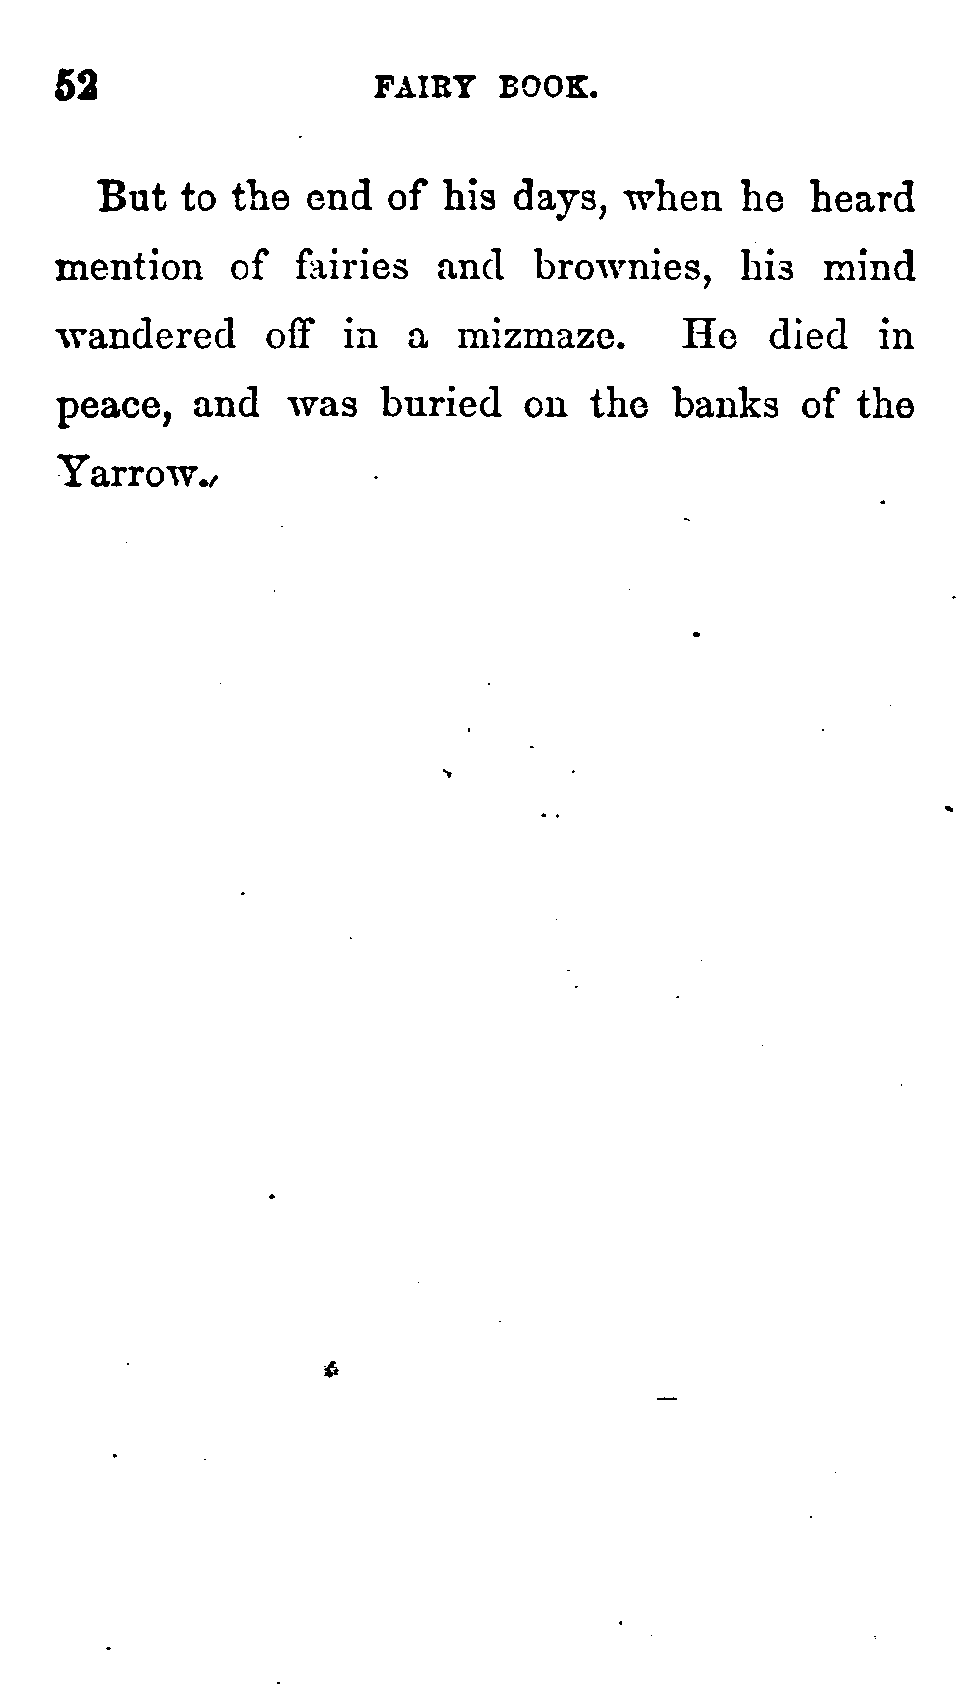 52 FAIRY BOOK.
But to the end of his days, when he heard
mention of fairies and brownies, his mind
wandered off in a mizmaze. He died in
peace, and was buried on the banks of the
Yarrow.